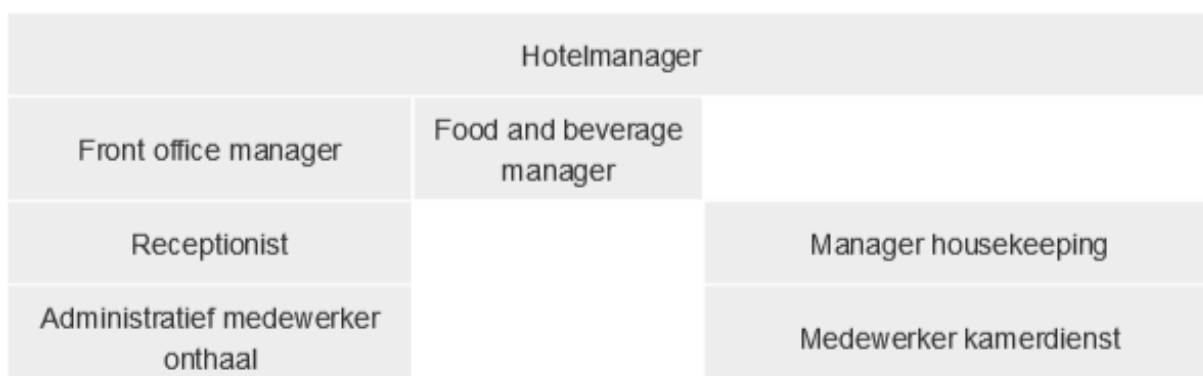 Hotelmanager
Front office manager
Food and beverage
manager
Receptionist
Manager housekeeping
Administratief medewerker
onthaal
Medewerker kamerdienst